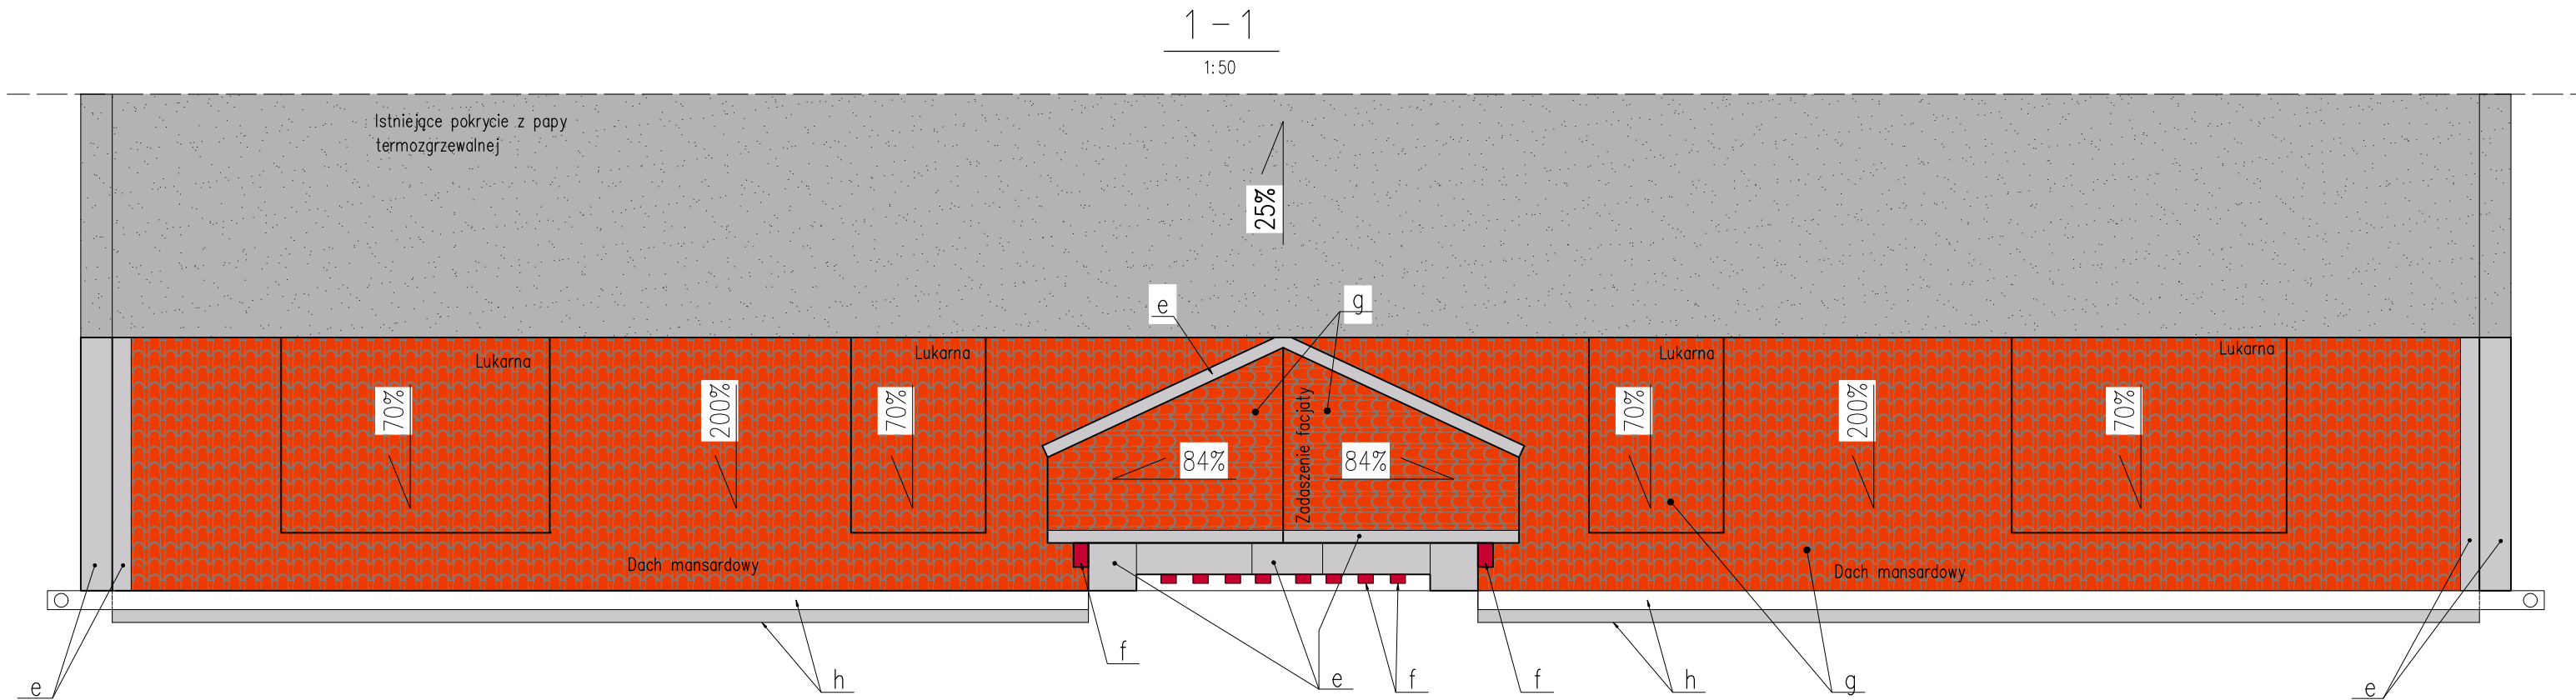 1-1
1:50
Istniejące pokrycie z papy
termozgrzewalnej
25%
e
g
Lukarna
Lukarna
Lukarna
Lukarna
70%
200%
70%
84%
Zadaszenie facjaty
84%
70%
200%
70%
Dach mansardowy
Dach mansardowy
f
e
h
e
f
f
h
g
e